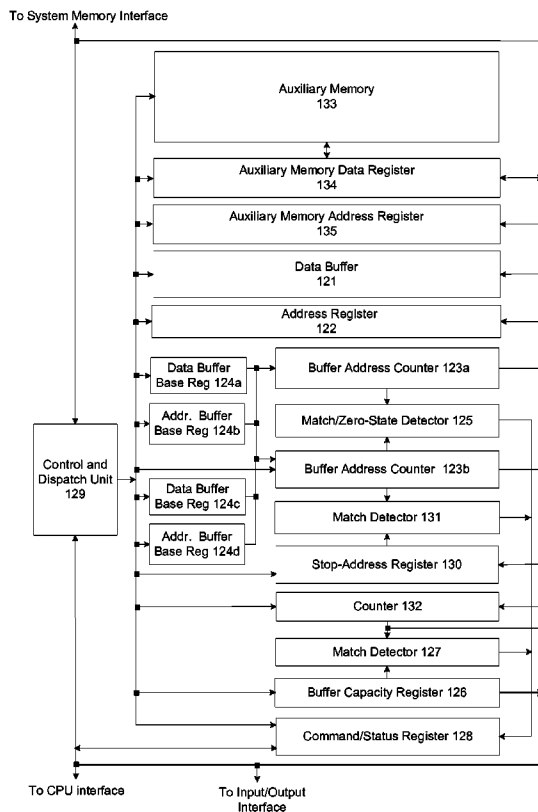 To System Memory Interface
Auxiliary Memory
133
Auxiliary Memory Data Register
134
Auxiliary Memory Address Register
135
Data Buffer
121
Address Register
122
Data Buffer
Base Reg 124a
Buffer Address Counter 123a
Addr. Buffer
Base Reg 124b
Match/Zero-State Detector 125
Control and
Dispatch Unit
129
Buffer Address Counter 123b
Data Buffer
Base Reg 124c
Match Detector 131
Addr. Buffer
Base Reg 124d
Stop-Address Register 130
Counter 132
Match Detector 127
Buffer Capacity Register 126
Command/Status Register 128
To CPU interface
To Input/Output
Interface